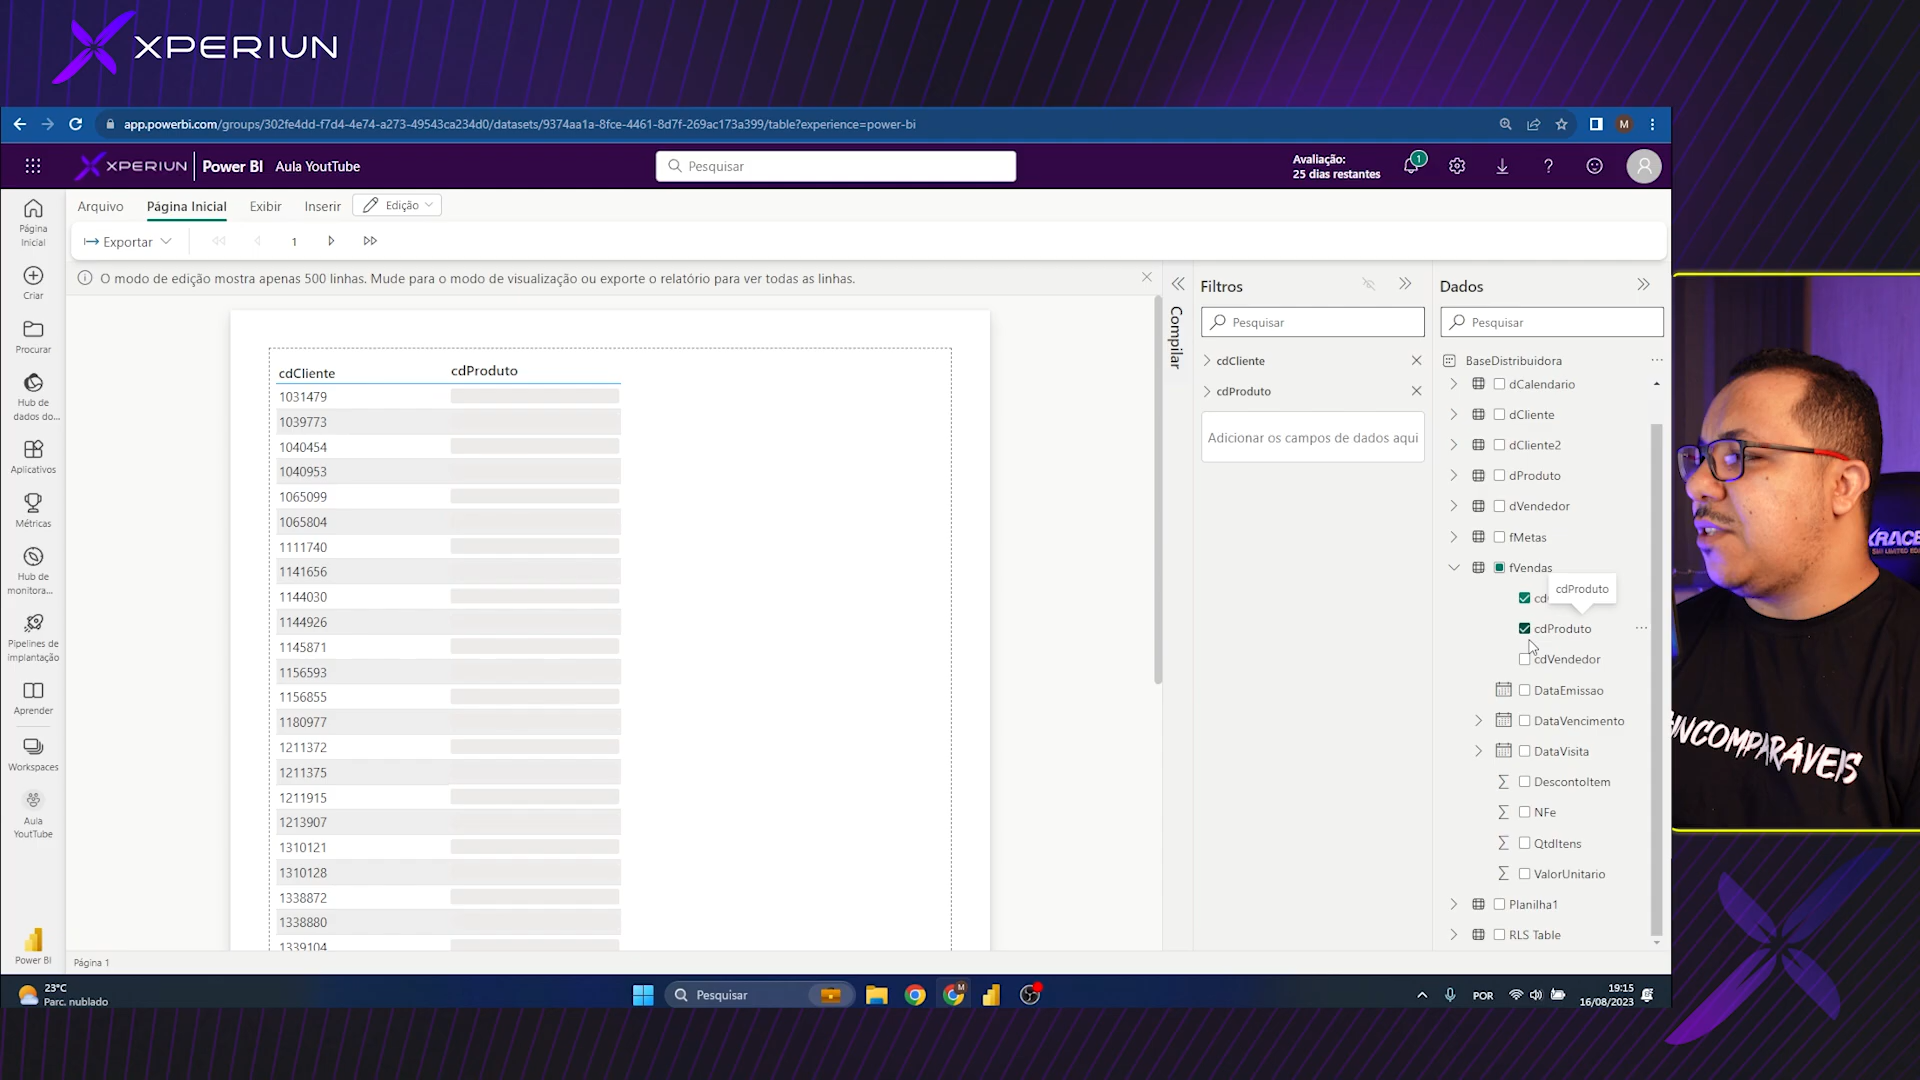 XPERIUN
app.powerbi.com/groups/302fe4dd-f7d4-4e74-a273-49543ca234d0/datasets/9374aa1a-8fce-4461-8d7f-269ac173a399/table?experience=power-bi
M
XPERIUN Power BI Aula YouTube
Pesquisar
Avaliação:
25 dias restantes
1
Arquivo Página Inicial Exibir Inserir Edição
Exportar 1
O modo de edição mostra apenas 500 linhas. Mude para o modo de visualização ou exporte o relatório para ver todas as linhas.
Página
Inicial
Criar
Procurar
Hub de
dados do...
Aplicativos
Métricas
Hub de
monitora...
Pipelines de
implantação
Aprender
Workspaces
Aula
YoutTube
Power BI
cdCliente cdProduto
1031479
1039773
1040454
1040953
1065099
1065804
1111740
1141656
1144030
1144926
1145871
1156593
1156855
1180977
1211372
1211375
1211915
1213907
1310121
1310128
1338872
1338880
1339104
Página 1
Compilar
Filtros
Pesquisar
cdCliente
cdProduto
Adicionar os campos de dados aqui
Dados
Pesquisar
BaseDistribuidora
dCalendario
dCliente
dCliente2
dProduto
dVendedor
fMetas
fVendas
cdProduto
cdProduto
cdVendedor
DataEmissao
DataVencimento
DataVisita
DescontoItem
NFe
QtdItens
ValorUnitario
Planilha1
RLS Table
INCOMPARÁVEIS
23°C
Parc. nublado
Pesquisar
M
POR
19:15
16/08/2023